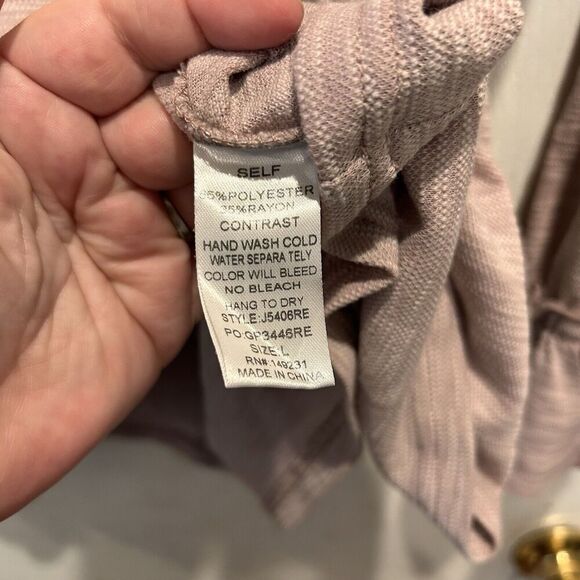 SELF
65%POLYESTER
35%RAYON
CONTRAST
HAND WASH COLD
WATER SEPARA TELY
COLOR WILL BLEED
NO BLEACH
HANG TO DRY
STYLE:J5406RE
PO:GP3446RE
SIZE:L
RN#:149231
MADE IN CHINA